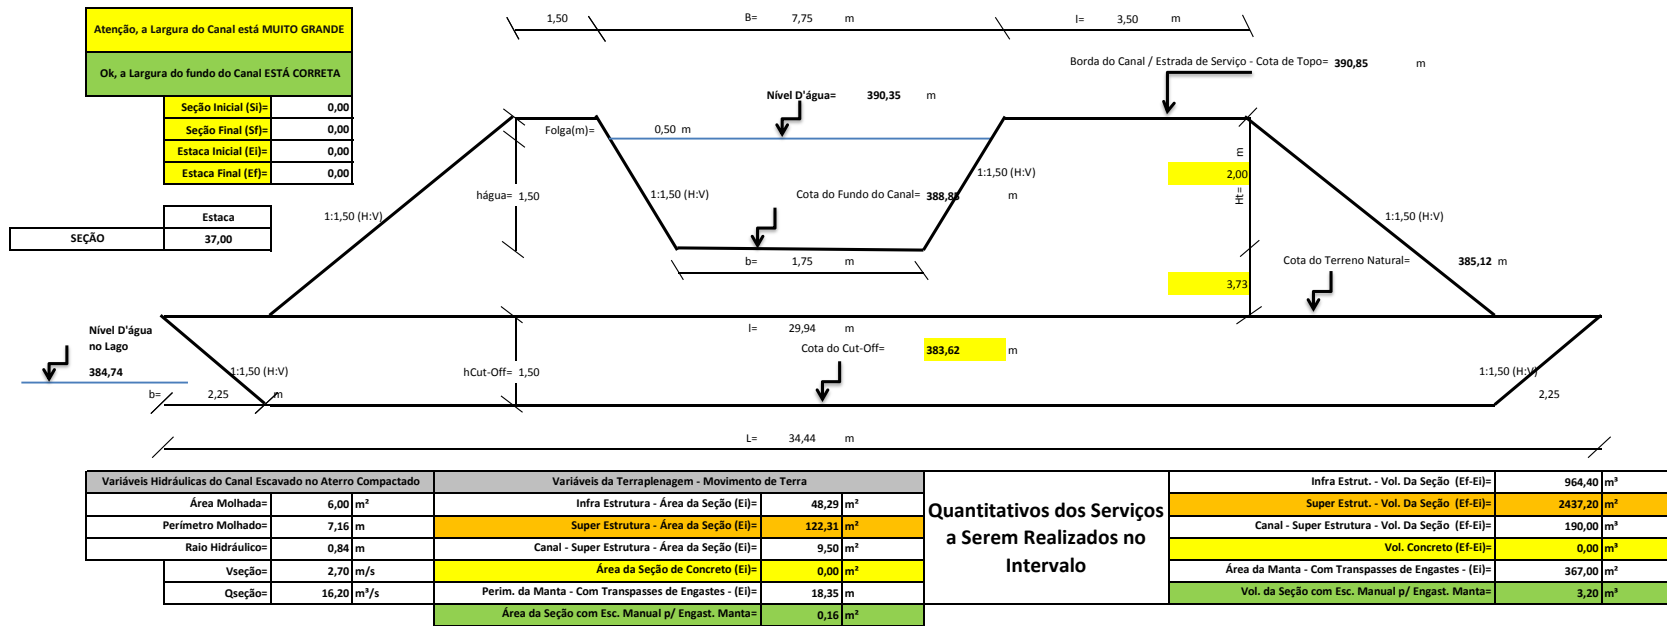 1,50 B= 7,75 m l= 3,50 m
Atenção, a Largura do Canal está MUITO GRANDE
Ok, a Largura do fundo do Canal ESTÁ CORRETA
Borda do Canal / Estrada de Serviço - Cota de Topo= 390,85 m
Nível D'água= 390,35 m
Seção Inicial (Si)= 0,00
Seção Final (Sf)= 0,00
Estaca Inicial (Ei)= 0,00
Estaca Final (Ef)= 0,00
Folga(m)= 0,50 m
1:1,50 (H:V)
2,00
Ht= m
hágua= 1,50
1:1,50 (H:V)
Cota do Fundo do Canal= 388,85 m
Estaca
SEÇÃO 37,00
1:1,50 (H:V)
1:1,50 (H:V)
b= 1,75 m
Cota do Terreno Natural= 385,12 m
3,73
Nível D'água
no Lago
384,74
l= 29,94 m
Cota do Cut-Off= 383,62 m
1:1,50 (H:V)
hCut-Off= 1,50
1:1,50 (H:V)
b= 2,25 m
2,25
L= 34,44 m
Variáveis Hidráulicas do Canal Escavado no Aterro Compactado
Área Molhada= 6,00 m²
Perímetro Molhado= 7,16 m
Raio Hidráulico= 0,84 m
Vseção= 2,70 m/s
Qseção= 16,20 m³/s
Variáveis da Terraplenagem - Movimento de Terra
Infra Estrutura - Área da Seção (Ei)= 48,29 m²
Super Estrutura - Área da Seção (Ei)= 122,31 m²
Canal - Super Estrutura - Área da Seção (Ei)= 9,50 m²
Área da Seção de Concreto (Ei)= 0,00 m²
Perim. da Manta - Com Transpasses de Engastes - (Ei)= 18,35 m
Área da Seção com Esc. Manual p/ Engast. Manta= 0,16 m²
Quantitativos dos Serviços
a Serem Realizados no
Intervalo
Infra Estrut. - Vol. Da Seção (Ef-Ei)= 964,40 m³
Super Estrut. - Vol. Da Seção (Ef-Ei)= 2437,20 m²
Canal - Super Estrutura - Vol. Da Seção (Ef-Ei)= 190,00 m³
Vol. Concreto (Ef-Ei)= 0,00 m³
Área da Manta - Com Transpasses de Engastes - (Ei)= 367,00 m²
Vol. da Seção com Esc. Manual p/ Engast. Manta= 3,20 m³